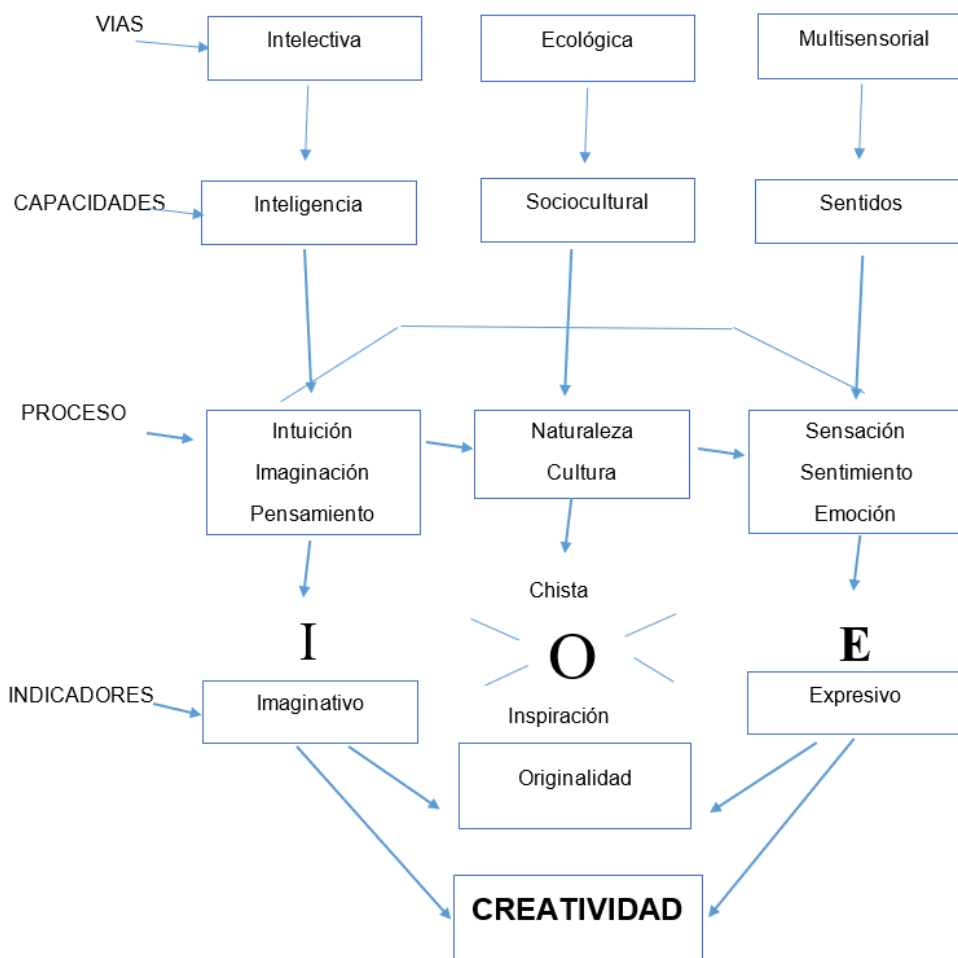 VIAS
Intelectiva
Ecológica
Multisensorial
CAPACIDADES
Inteligencia
Sociocultural
Sentidos
PROCESO
Intuición
Imaginación
Pensamiento
Naturaleza
Cultura
Sensación
Sentimiento
Emoción
Chista
I
O
E
INDICADORES
Imaginativo
Inspiración
Expresivo
Originalidad
CREATIVIDAD